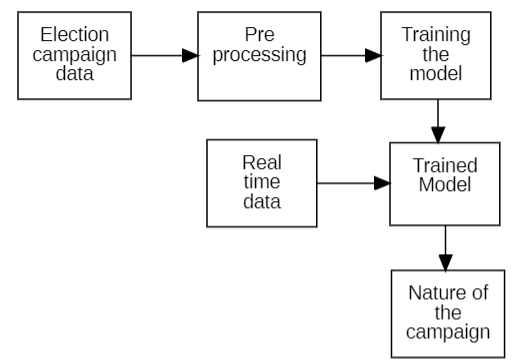 Election
campaign
data
Pre
processing
Training
the
model
Real
time
data
Trained
Model
Nature of
the
campaign